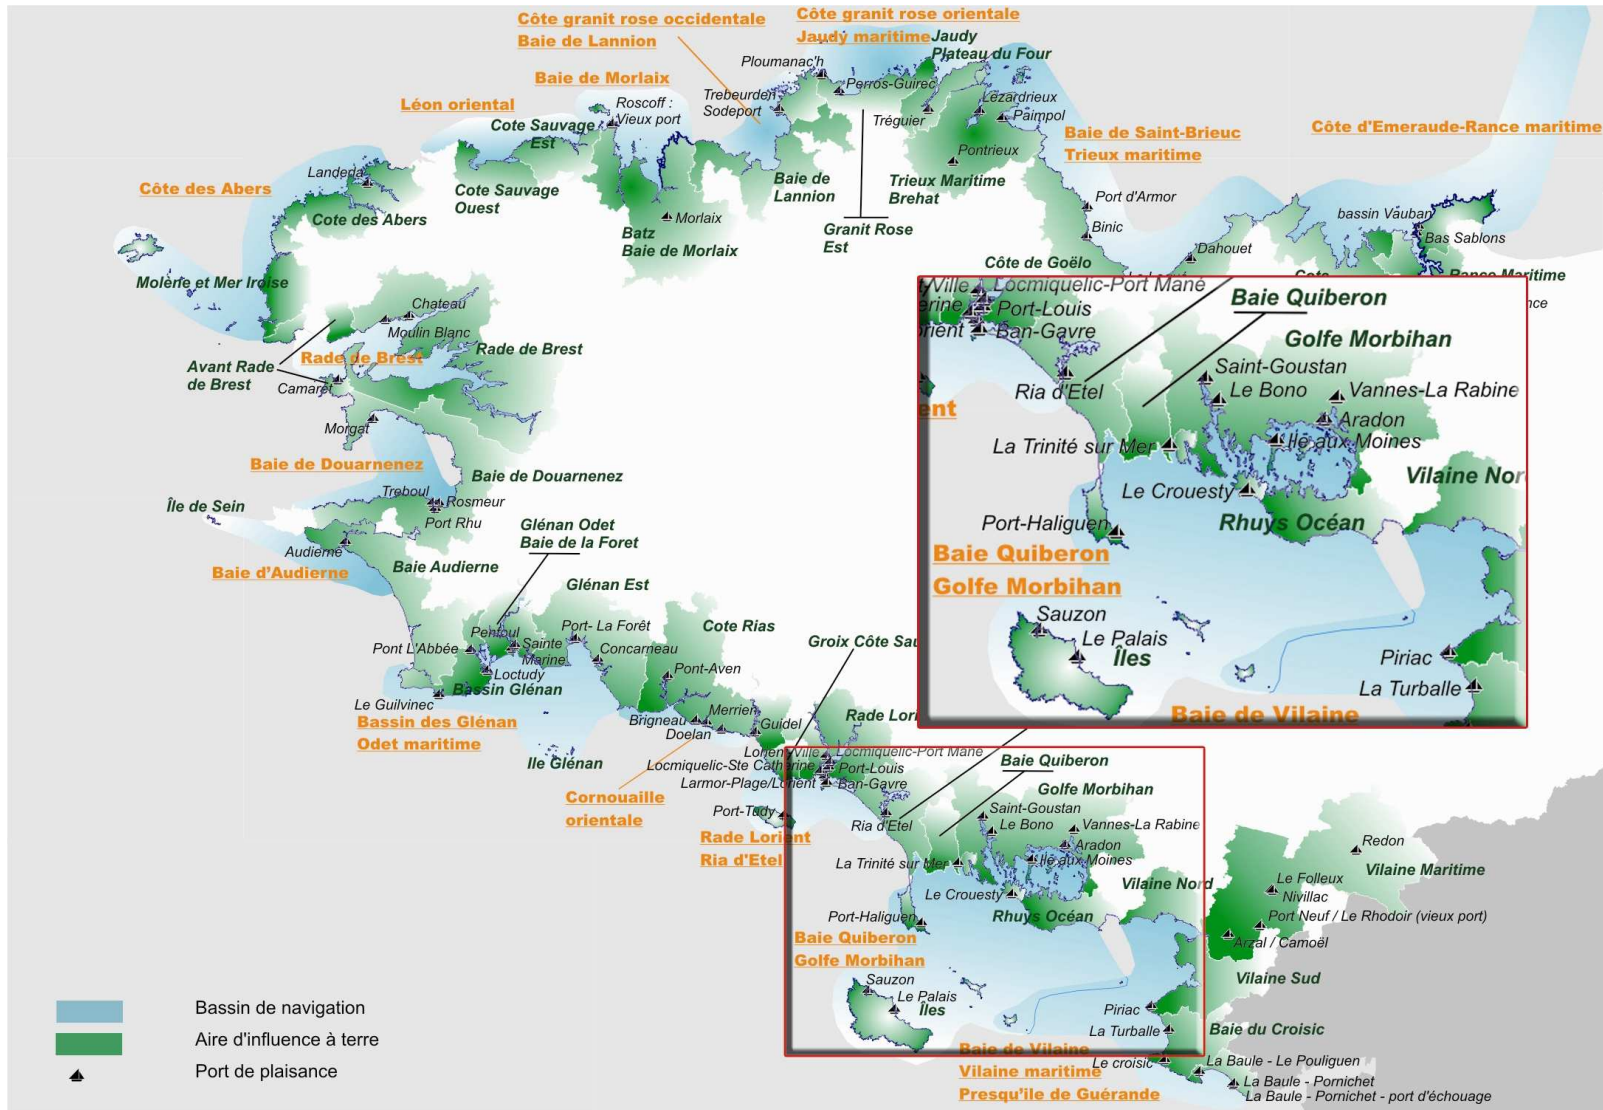 Côte granit rose occidentale
Baie de Lannion
Côte granit rose orientale
Jaudy maritime
Jaudy
Plateau du Four
Ploumanac'h
Perros-Guirec
Baie de Morlaix
Trebeurden
Sodeport
Léon oriental
Roscoff :
Vieux port
Cote Sauvage
Est
Tréguier
Lézardrieux
Paimpol
Baie de Saint-Brieuc
Trieux maritime
Côte d'Emeraude-Rance maritime
Pontrieux
Landeda
Côte des Abers
Cote Sauvage
Ouest
Baie de
Lannion
Trieux Maritime
Brehat
Port d'Armor
Cote des Abers
Morlaix
Batz
Baie de Morlaix
Granit Rose
Est
Binic
bassin Vauban
Bas Sablons
Dahouet
Côte de Goëlo
Cote
Rance Maritime
Molène et Mer Iroise
Chateau
Moulin Blanc
Rade de Brest
Rade de Brest
Avant Rade
de Brest
Camaret
Morgat
Baie de Douarnenez
Baie de Douarnenez
Treboul
Rosmeur
Port Rhu
Île de Sein
Audierne
Baie d'Audierne
Baie Audierne
Glénan Odet
Baie de la Foret
Glénan Est
Penfoul
Sainte
Marine
Port- La Forêt
Concarneau
Cote Rias
Pont L'Abbée
Loctudy
Pont-Aven
Bassin Glénan
Le Guilvinec
Bassin des Glénan
Odet maritime
Ile Glénan
Brigneau
Merrien
Doelan
Guidel
Cornouaille
orientale
Groix Côte Sau
Rade Lori
-Ville
Locmiquelic-Port Mané
erine
Port-Louis
orient
Ban-Gavre
Baie Quiberon
Golfe Morbihan
Ria d'Etel
Saint-Goustan
Le Bono
Vannes-La Rabine
Aradon
ent
La Trinité sur Mer
Ile aux Moines
Vilaine Nor
Le Crouesty
Port-Haliguen
Rhuys Océan
Baie Quiberon
Golfe Morbihan
Sauzon
Le Palais
Îles
Piriac
La Turballe
Baie de Vilaine
Lorient-Ville
Locmiquelic-Port Mané
Locmiquelic-Ste Catherine
Port-Louis
Larmor-Plage/Lorient
Ban-Gavre
Port-Tudy
Rade Lorient
Ria d'Etel
Baie Quiberon
Golfe Morbihan
Ria d'Etel
Saint-Goustan
Le Bono
Vannes-La Rabine
Aradon
La Trinité sur Mer
Ile aux Moines
Le Crouesty
Vilaine Nord
Port-Haliguen
Rhuys Océan
Baie Quiberon
Golfe Morbihan
Sauzon
Le Palais
Îles
Redon
Vilaine Maritime
Le Folleux
Nivillac
Port Neuf / Le Rhodoir (vieux port)
Arzal / Camoël
Vilaine Sud
Piriac
La Turballe
Baie du Croisic
Baie de Vilaine
Vilaine maritime
Presqu'ile de Guérande
Le croisic
La Baule - Le Pouliguen
La Baule - Pornichet
La Baule - Pornichet - port d'échouage
Bassin de navigation
Aire d'influence à terre
Port de plaisance